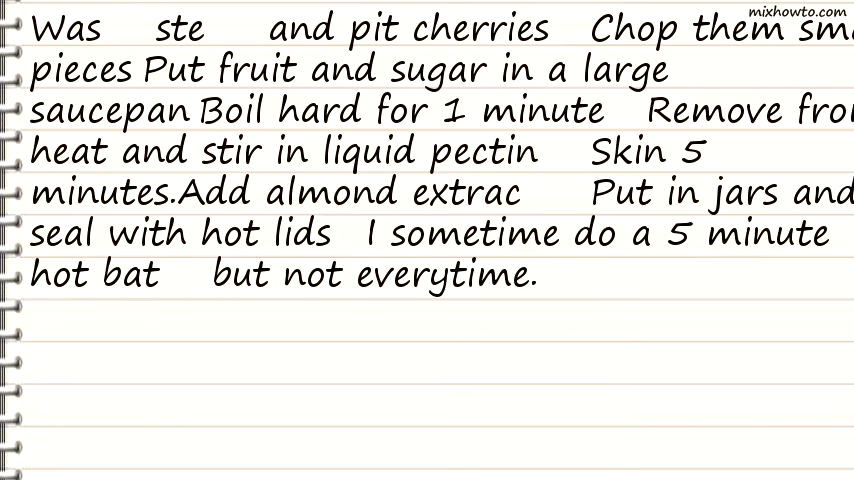 mixhowto.com
Was ste and pit cherries Chop them sm
pieces Put fruit and sugar in a large
saucepan Boil hard for 1 minute Remove fro
heat and stir in liquid pectin Skin 5
minutes.Add almond extrac Put in jars and
seal with hot lids I sometime do a 5 minute
hot bat but not everytime.